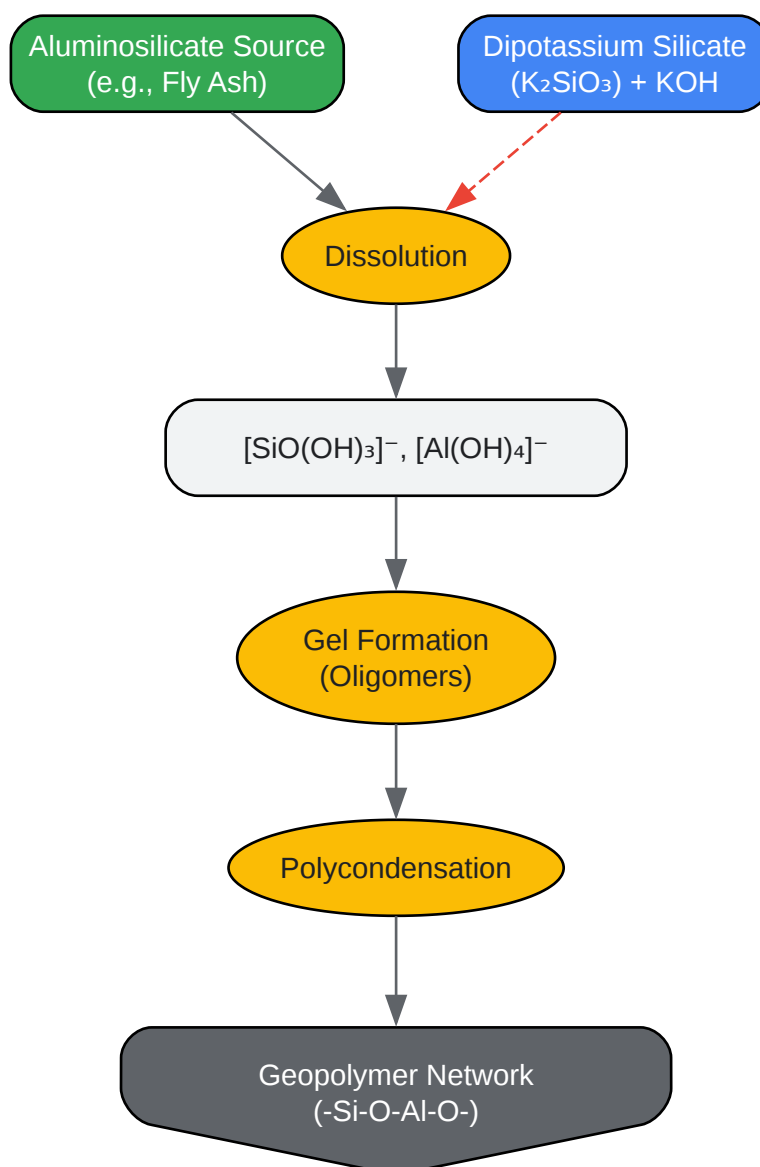 Aluminosilicate Source
(e.g., Fly Ash)
Dipotassium Silicate
(K₂SiO₃) + KOH
Dissolution
[SiO(OH)₃]⁻, [Al(OH)₄]⁻
Gel Formation
(Oligomers)
Polycondensation
Geopolymer Network
(-Si-O-Al-O-)